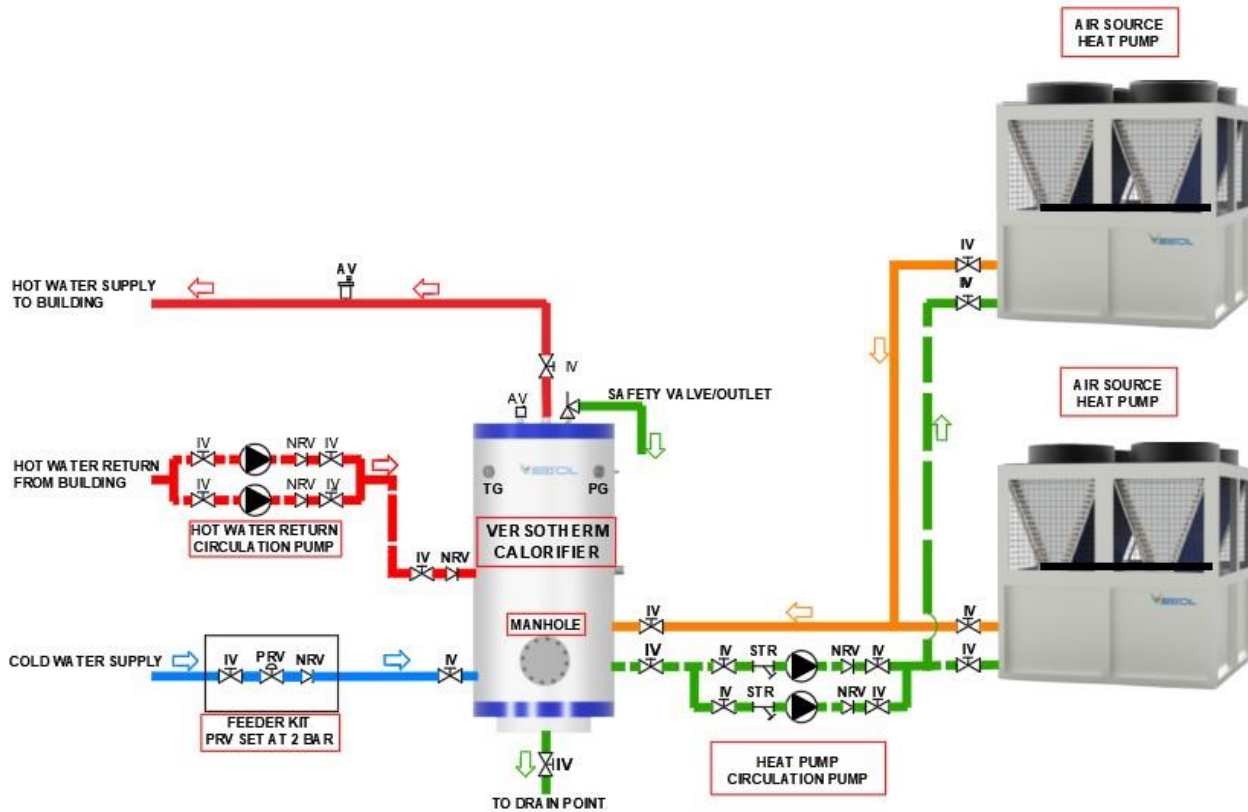 AIR SOURCE
HEAT PUMP
IV
IV
AV
HOT WATER SUPPLY
TO BUILDING
IV
AV
SAFETY VALVE/OUTLET
AIR SOURCE
HEAT PUMP
IV
NRV
IV
HOT WATER RETURN
FROM BUILDING
IV
NRV
IV
HOT WATER RETURN
CIRCULATION PUMP
TG
PG
VERSOTHERM
CALORIFIER
IV
NRV
MANHOLE
IV
IV
COLD WATER SUPPLY
IV
PRV
NRV
IV
FEEDER KIT
PRV SET AT 2 BAR
IV
IV
STR
NRV
IV
IV
IV
STR
NRV
IV
HEAT PUMP
CIRCULATION PUMP
IV
TO DRAIN POINT